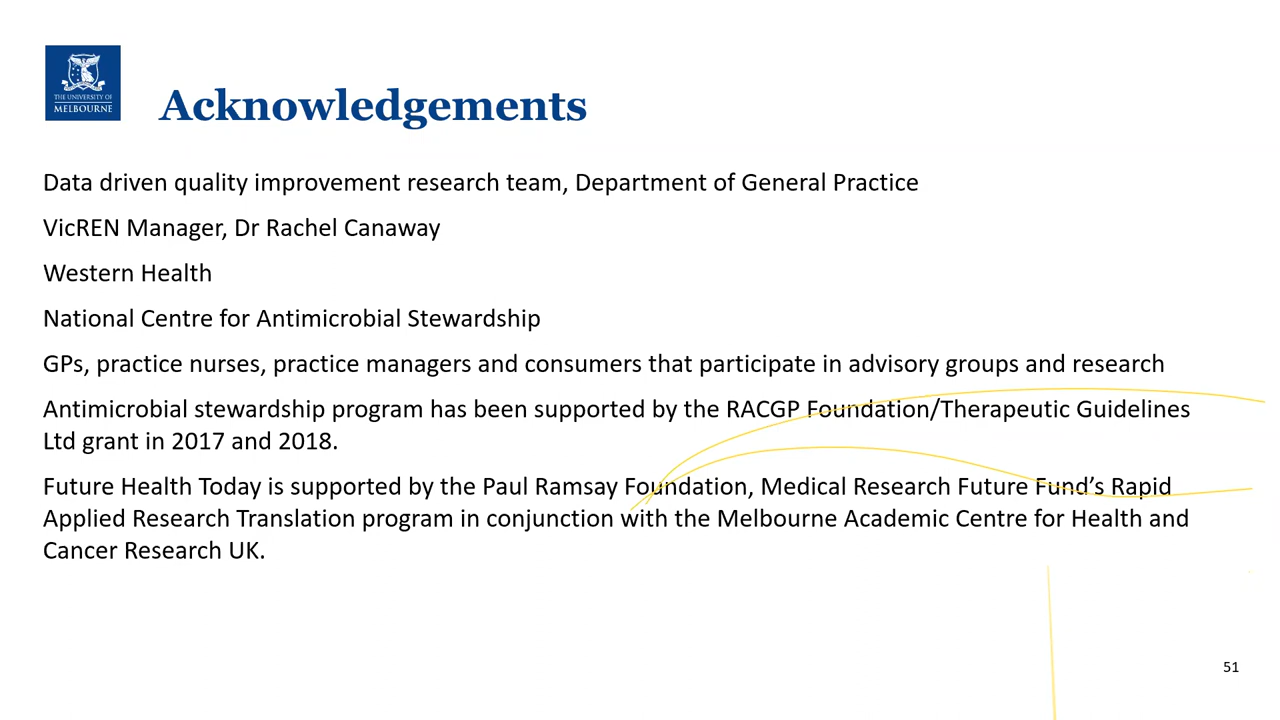 THE UNIVERSITY OF
MELBOURNE
Acknowledgements
Data driven quality improvement research team, Department of General Practice
VicREN Manager, Dr Rachel Canaway
Western Health
National Centre for Antimicrobial Stewardship
GPs, practice nurses, practice managers and consumers that participate in advisory groups and research
Antimicrobial stewardship program has been supported by the RACGP Foundation/Therapeutic Guidelines
Ltd grant in 2017 and 2018.
Future Health Today is supported by the Paul Ramsay Foundation, Medical Research Future Fund’s Rapid
Applied Research Translation program in conjunction with the Melbourne Academic Centre for Health and
Cancer Research UK.
51